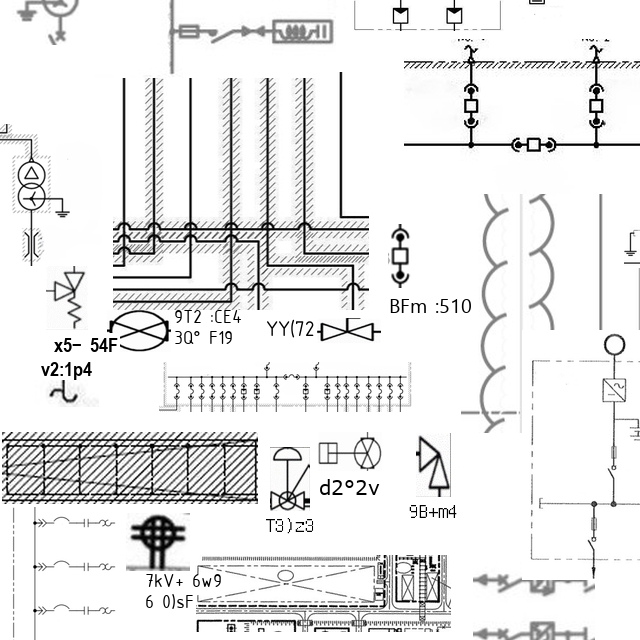 9T2 :CE4
3Q° F19
YY(72
BFm :510
x5- 54F
v2:1p4
d2°2v
9B+m4
T3)z3
7kV+ 6w9
6 0)sF